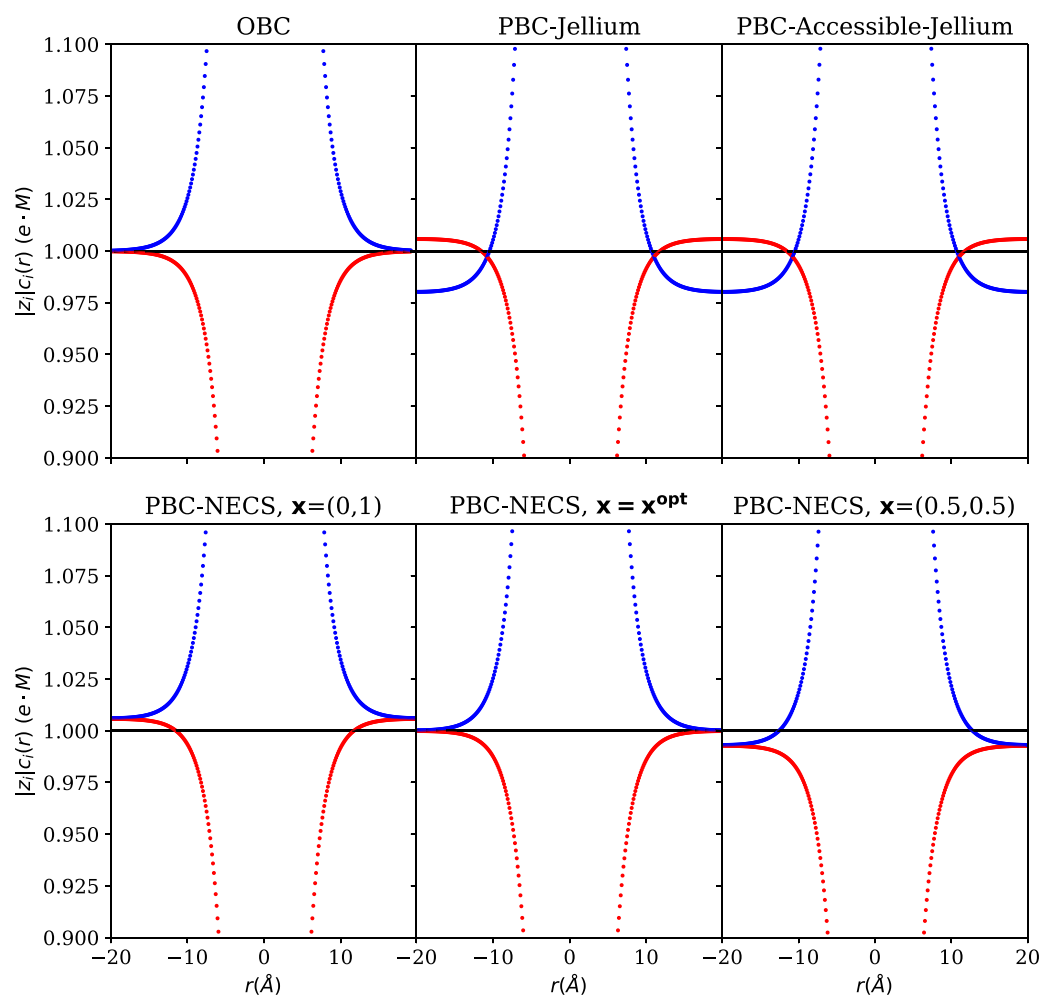 OBC
PBC-Jellium
PBC-Accessible-Jellium
|z_i|c_i(r) (e · M)
1.100
1.075
1.050
1.025
1.000
0.975
0.950
0.925
0.900
PBC-NECS, x=(0,1)
PBC-NECS, x = x^opt
PBC-NECS, x=(0.5,0.5)
|z_i|c_i(r) (e · M)
1.100
1.075
1.050
1.025
1.000
0.975
0.950
0.925
0.900
−20 −10 0 10 −20 −10 0 10 −20 −10 0 10 20
r(Å) r(Å) r(Å)